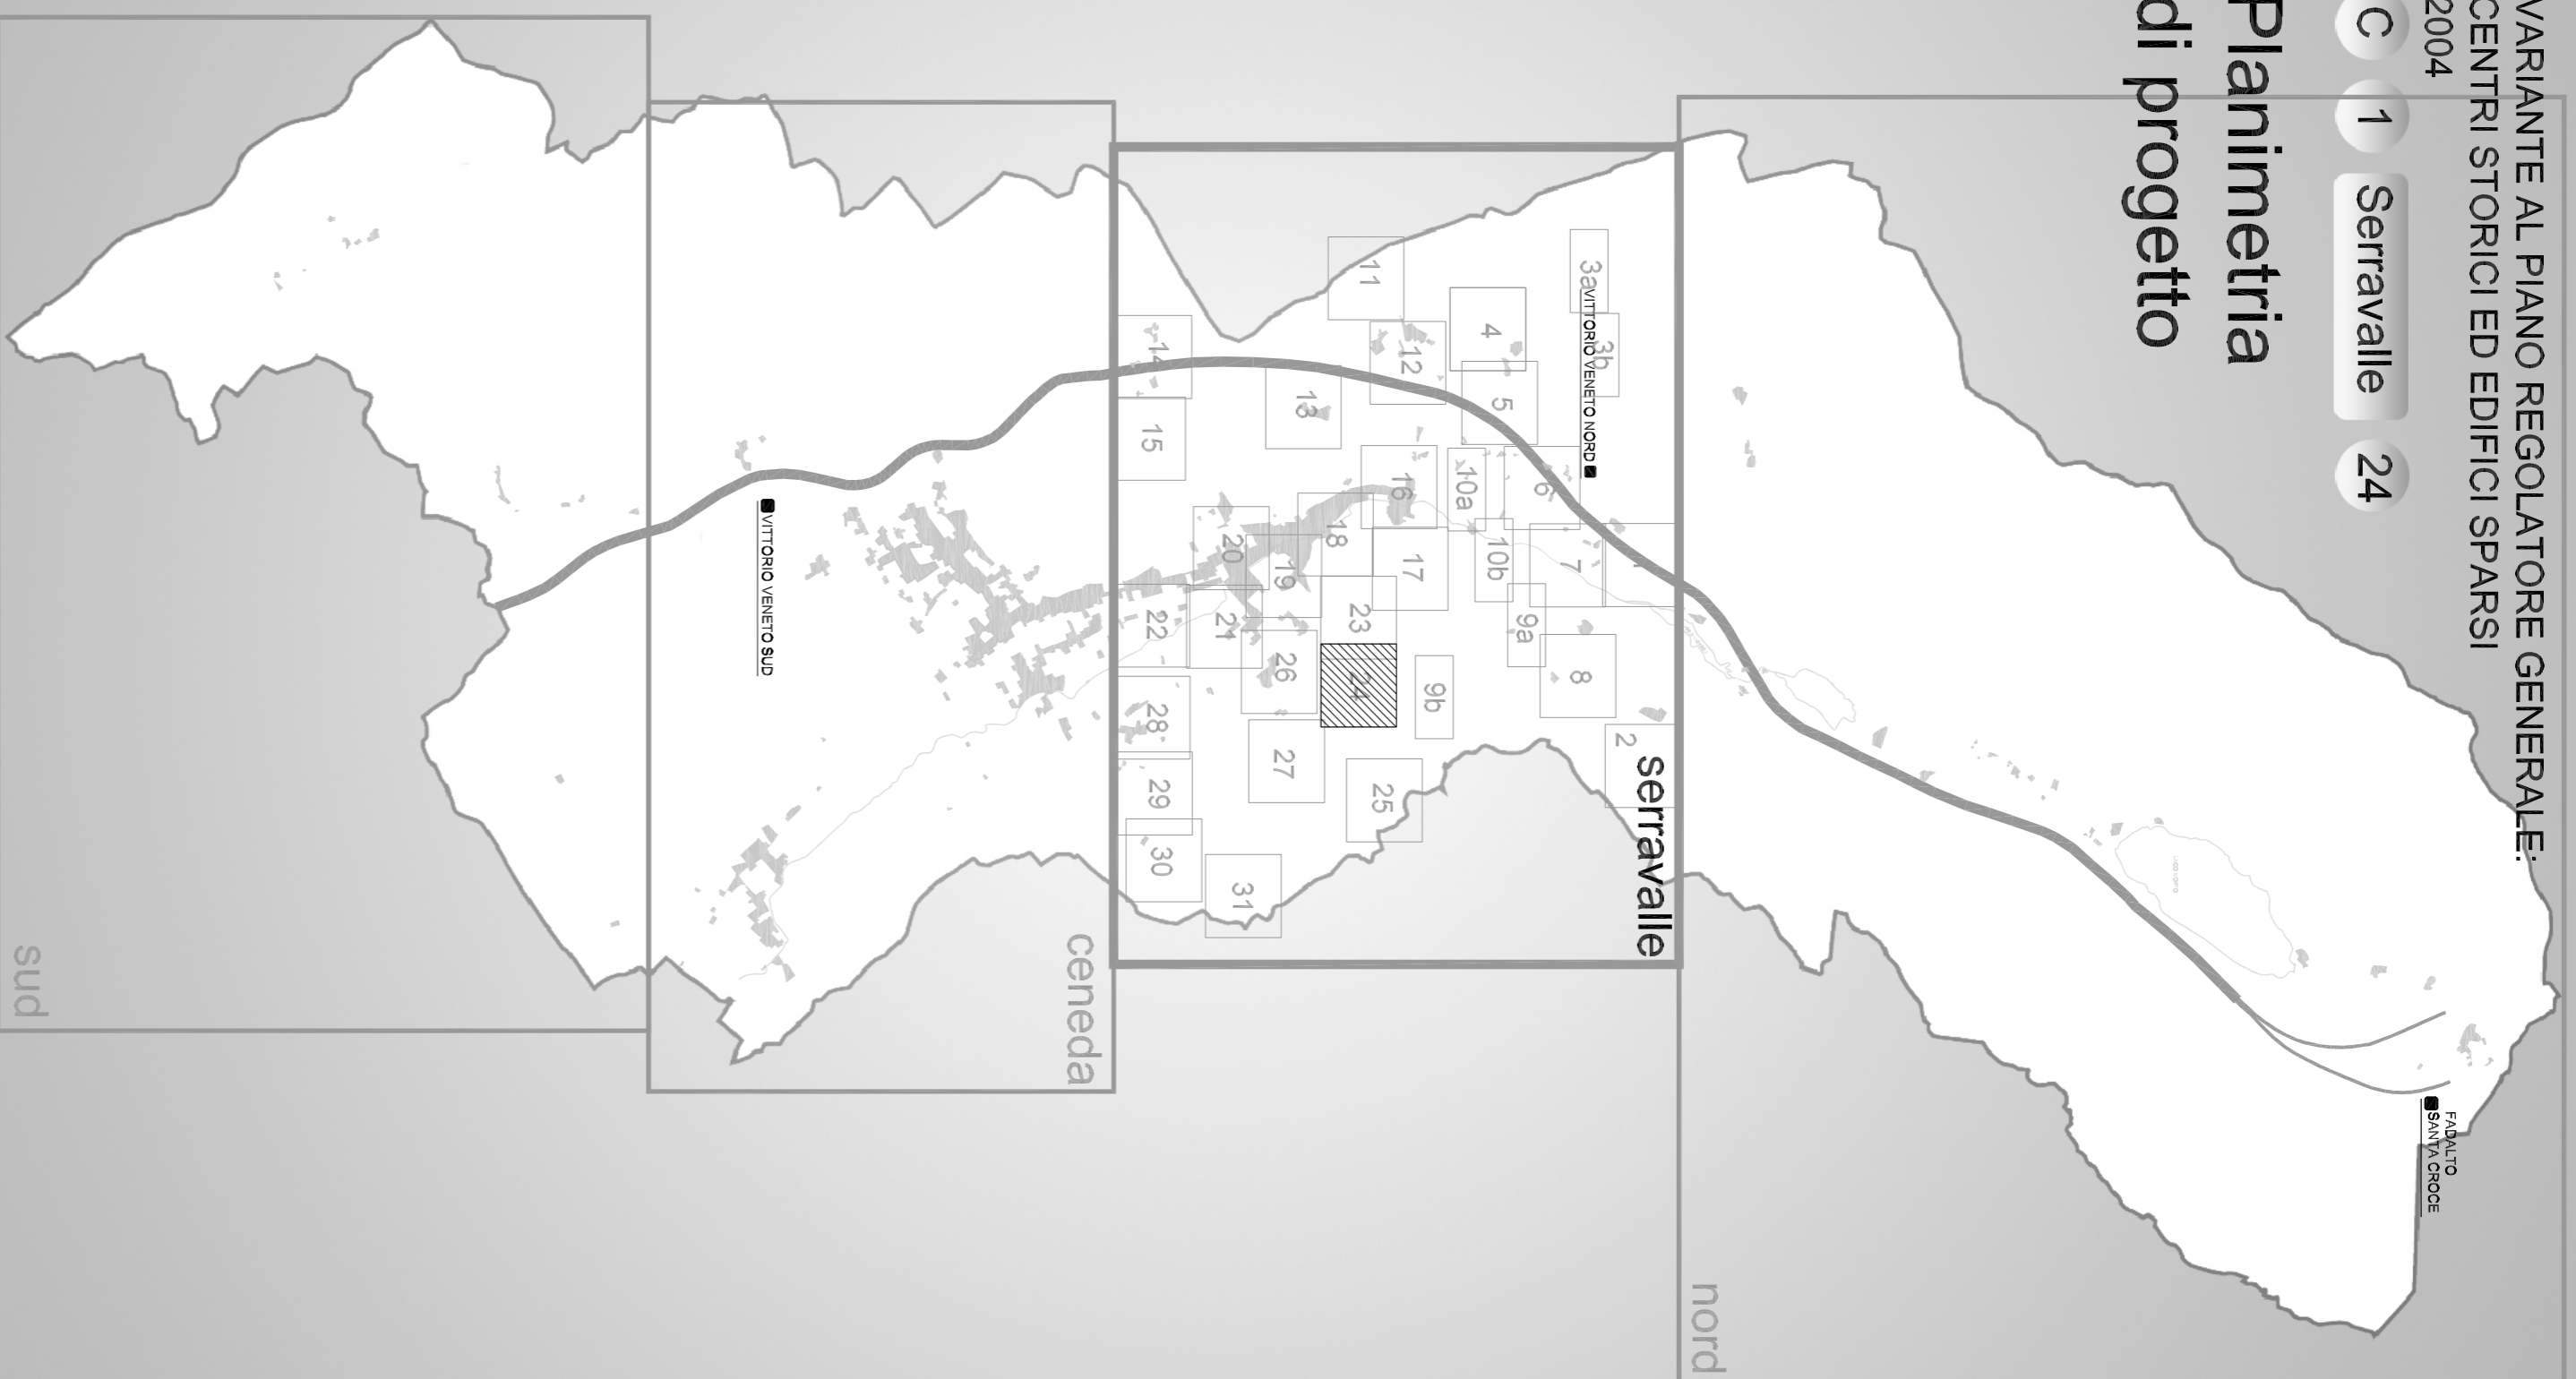 VARIANTE AL PIANO REGOLATORE GENERALE:
CENTRI STORICI ED EDIFICI SPARSI
2004
C 1 Serravalle 24
Planimetria
di progetto
FADALTO
SANTA CROCE
nord
Serravalle
2
3a
3b
VITTORIO VENETO NORD
4
5
6
7
8
9a
9b
10a
10b
11
12
13
14
15
16
17
18
19
20
21
22
23
24
25
26
27
28
29
30
31
ceneda
VITTORIO VENETO SUD
sud